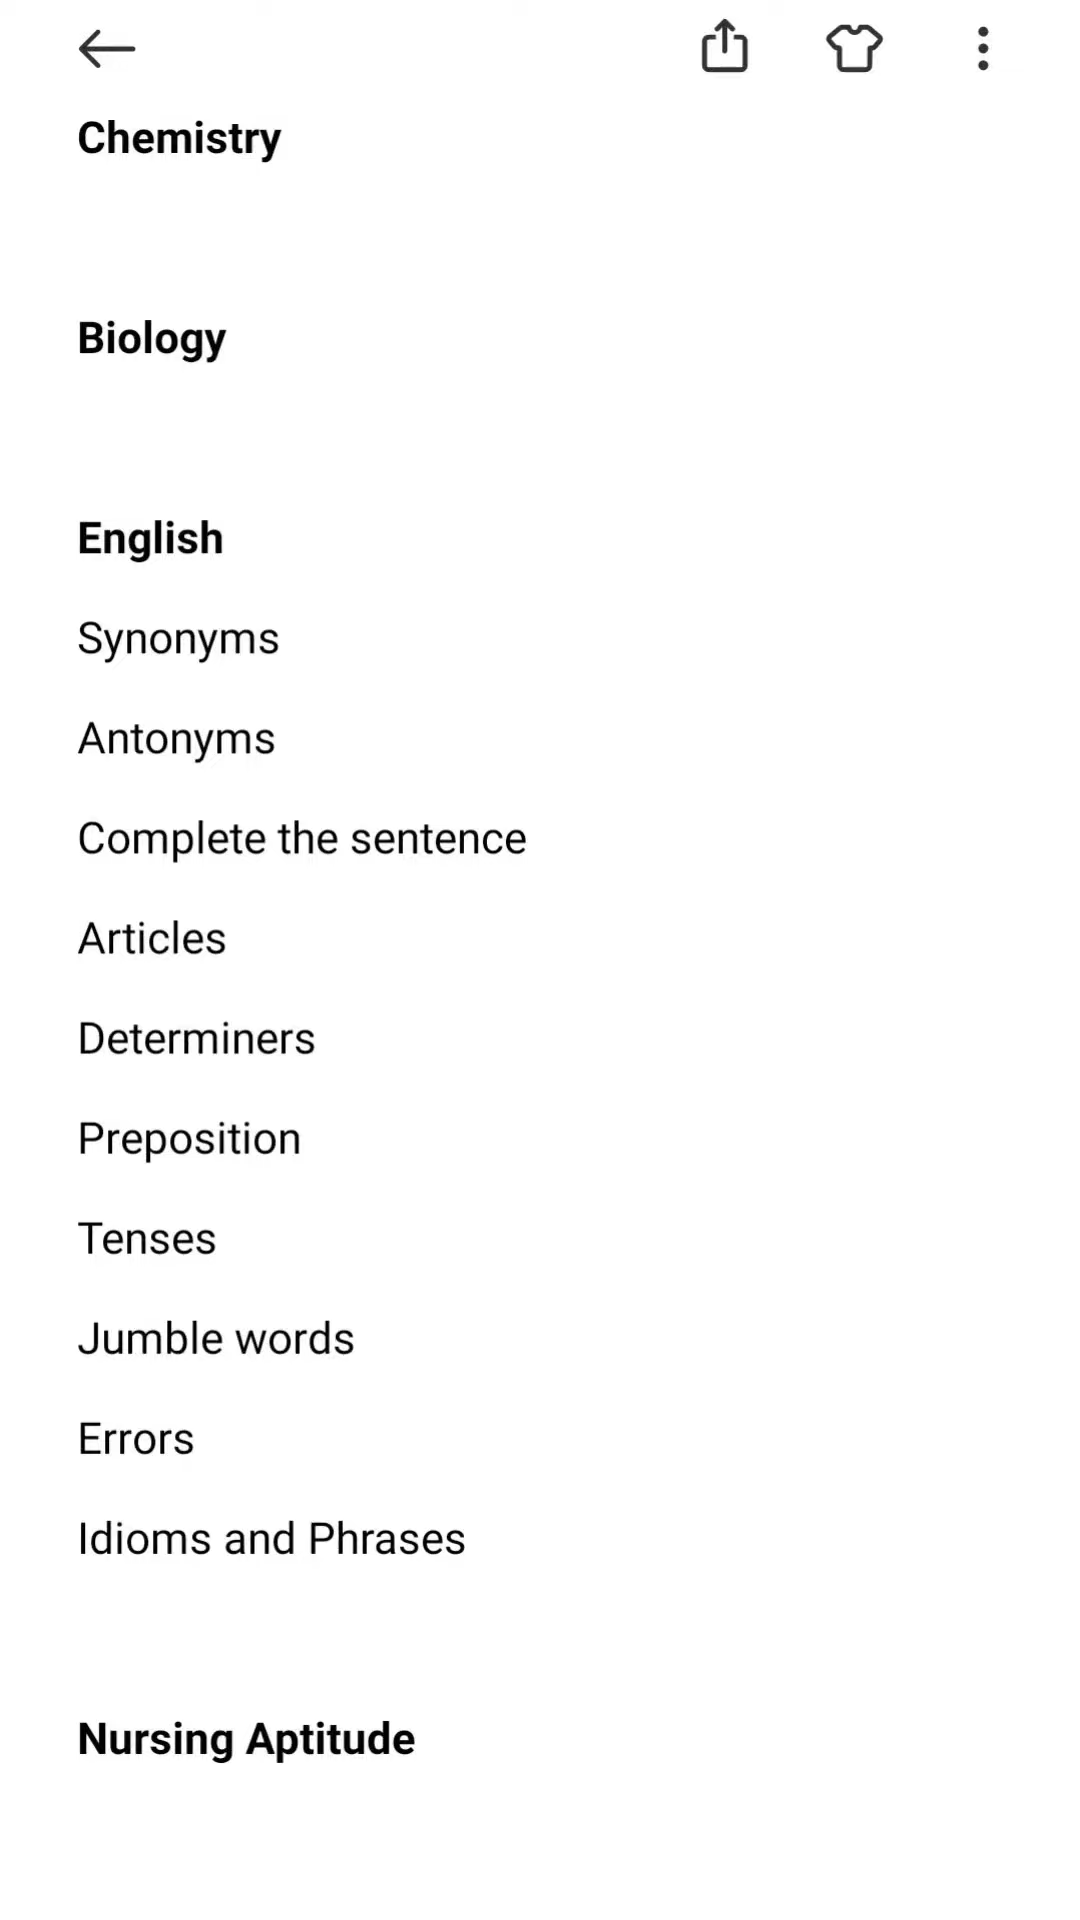 Chemistry
Biology
English
Synonyms
Antonyms
Complete the sentence
Articles
Determiners
Preposition
Tenses
Jumble words
Errors
Idioms and Phrases
Nursing Aptitude